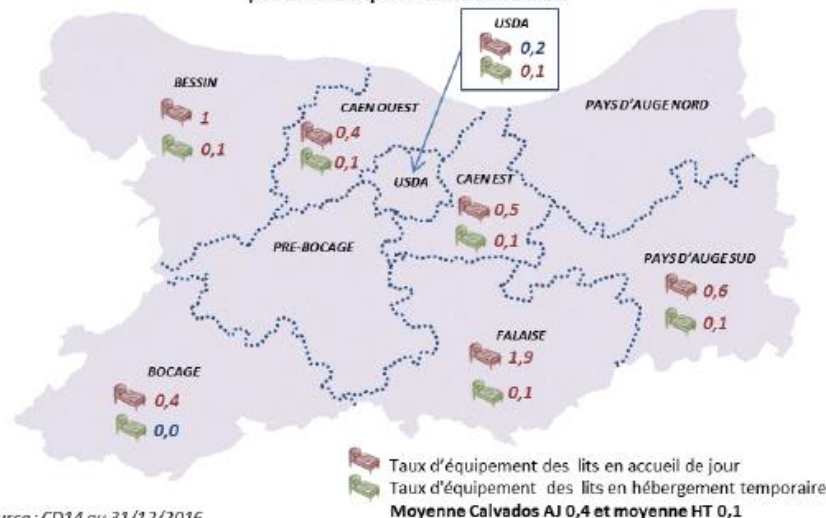 USDA
0,2
0,1
BESSIN
1
0,1
CAEN OUEST
0,4
0,1
PAYS D'AUGE NORD
USDA
CAEN EST
0,5
0,1
PRE-BOCAGE
PAYS D'AUGE SUD
0,6
0,1
FALAISE
1,9
0,1
BOCAGE
0,4
0,0
Taux d'équipement des lits en accueil de jour
Taux d'équipement des lits en hébergement temporaire
Moyenne Calvados AJ 0,4 et moyenne HT 0,1
: CD14 au 31/12/2016